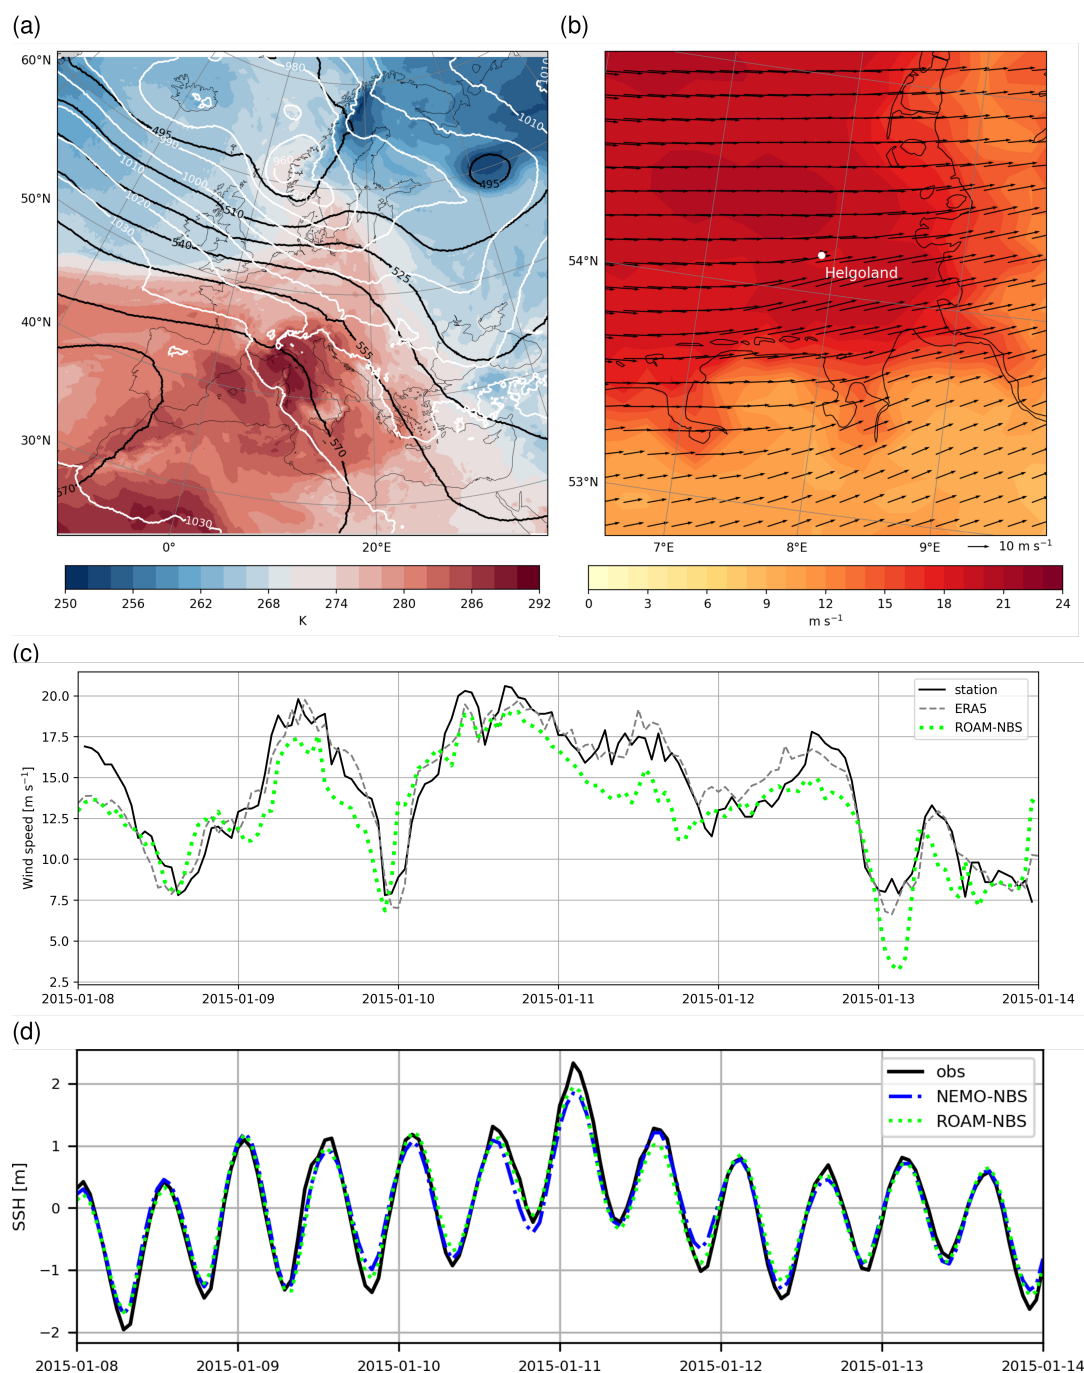 (a)
(b)
60°N
50°N
40°N
30°N
0°
20°E
980
1010
1010
495
990
960
1010
1000
495
1020
510
1030
540
525
555
570
570
1030
250 256 262 268 274 280 286 292
K
54°N
53°N
Helgoland
7°E
8°E
9°E
10 m s⁻¹
0 3 6 9 12 15 18 21 24
m s⁻¹
(c)
Wind speed [m s⁻¹]
20.0
17.5
15.0
12.5
10.0
7.5
5.0
2.5
station
ERA5
ROAM-NBS
2015-01-08 2015-01-09 2015-01-10 2015-01-11 2015-01-12 2015-01-13 2015-01-14
(d)
SSH [m]
2
1
0
−1
−2
obs
NEMO-NBS
ROAM-NBS
2015-01-08 2015-01-09 2015-01-10 2015-01-11 2015-01-12 2015-01-13 2015-01-14